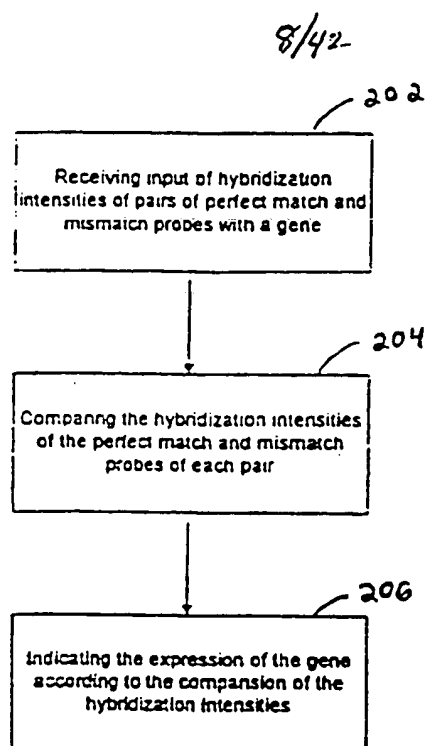 8/42
202
Receiving input of hybridization
intensities of pairs of perfect match and
mismatch probes with a gene
204
Comparing the hybridization intensities
of the perfect match and mismatch
probes of each pair
206
Indicating the expression of the gene
according to the comparision of the
hybridization intensities